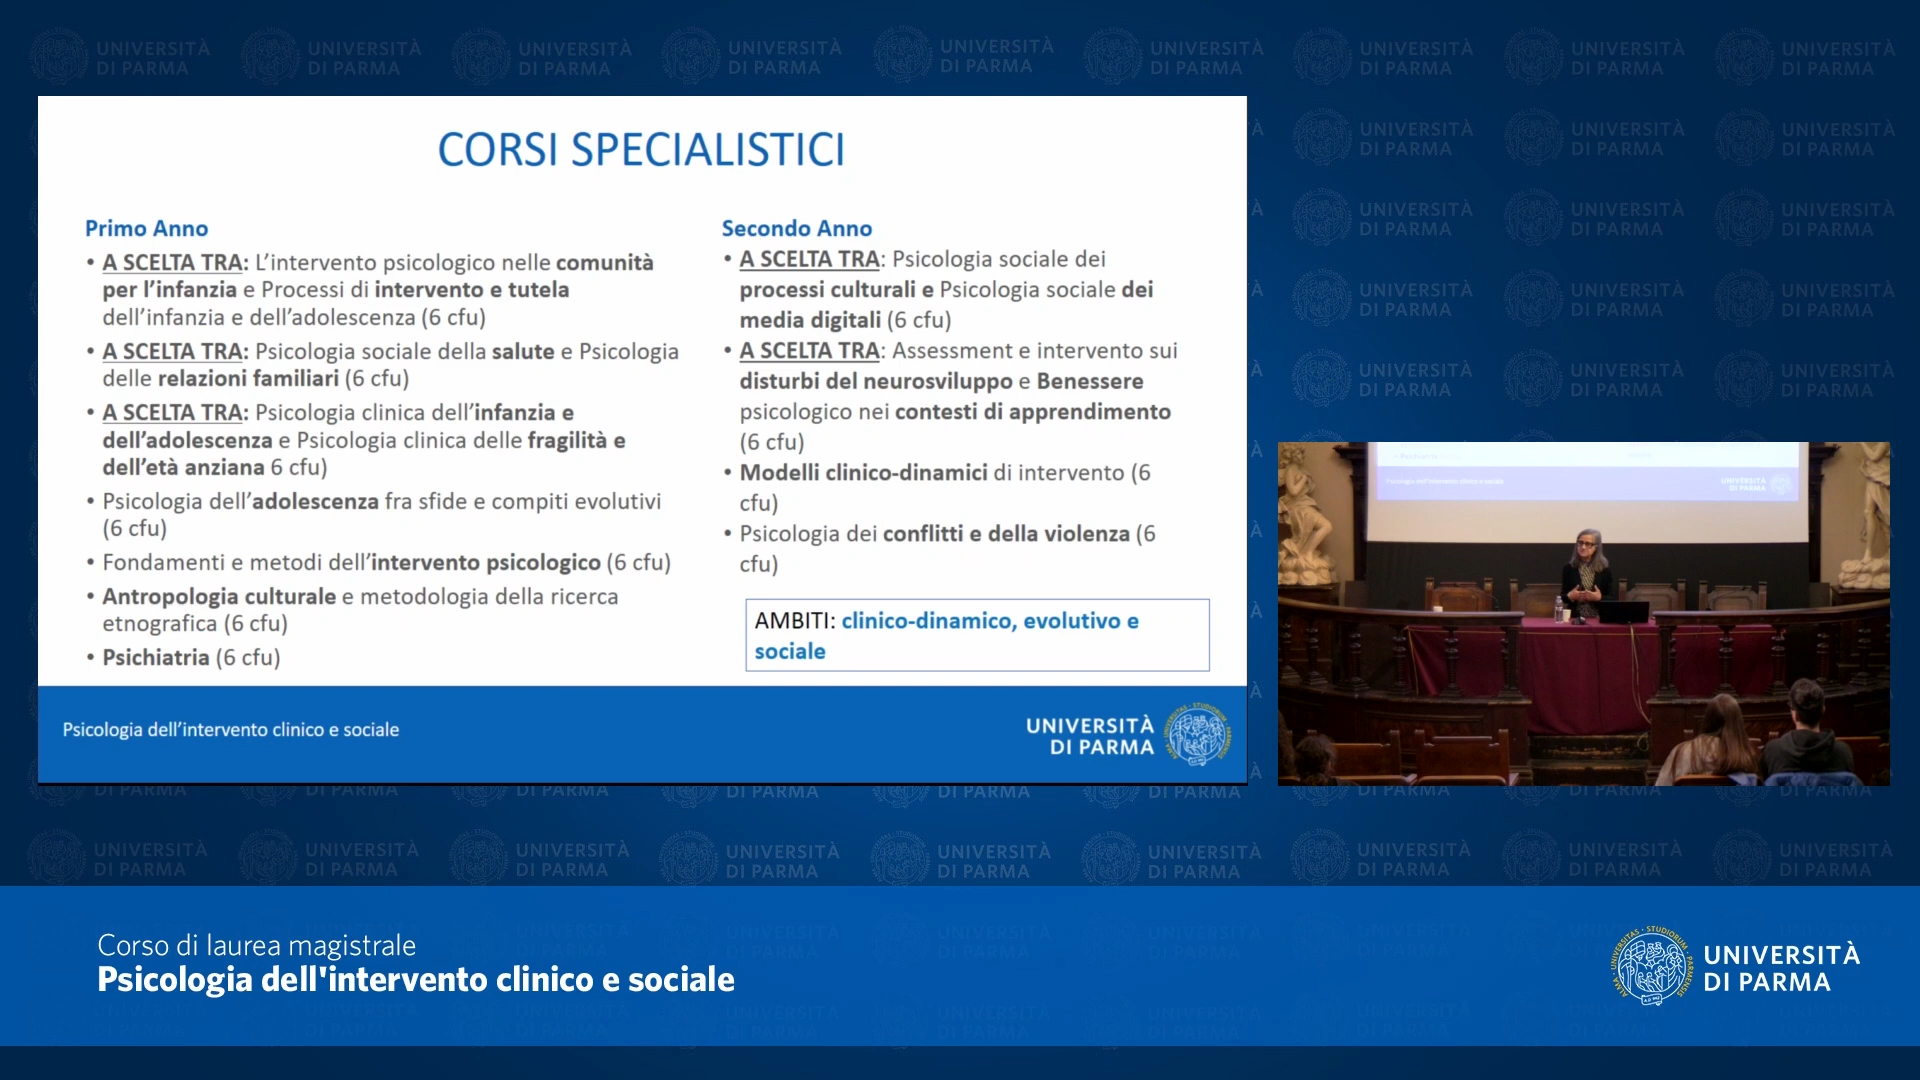 CORSI SPECIALISTICI
Primo Anno
• A SCELTA TRA: L’intervento psicologico nelle comunità
per l’infanzia e Processi di intervento e tutela
dell’infanzia e dell’adolescenza (6 cfu)
• A SCELTA TRA: Psicologia sociale della salute e Psicologia
delle relazioni familiari (6 cfu)
• A SCELTA TRA: Psicologia clinica dell’infanzia e
dell’adolescenza e Psicologia clinica delle fragilità e
dell’età anziana 6 cfu)
• Psicologia dell’adolescenza fra sfide e compiti evolutivi
(6 cfu)
• Fondamenti e metodi dell’intervento psicologico (6 cfu)
• Antropologia culturale e metodologia della ricerca
etnografica (6 cfu)
• Psichiatria (6 cfu)
Secondo Anno
• A SCELTA TRA: Psicologia sociale dei
processi culturali e Psicologia sociale dei
media digitali (6 cfu)
• A SCELTA TRA: Assessment e intervento sui
disturbi del neurosviluppo e Benessere
psicologico nei contesti di apprendimento
(6 cfu)
• Modelli clinico-dinamici di intervento (6
cfu)
• Psicologia dei conflitti e della violenza (6
cfu)
AMBITI: clinico-dinamico, evolutivo e
sociale
Psicologia dell’intervento clinico e sociale
UNIVERSITÀ
DI PARMA
Corso di laurea magistrale
Psicologia dell'intervento clinico e sociale
UNIVERSITÀ
DI PARMA